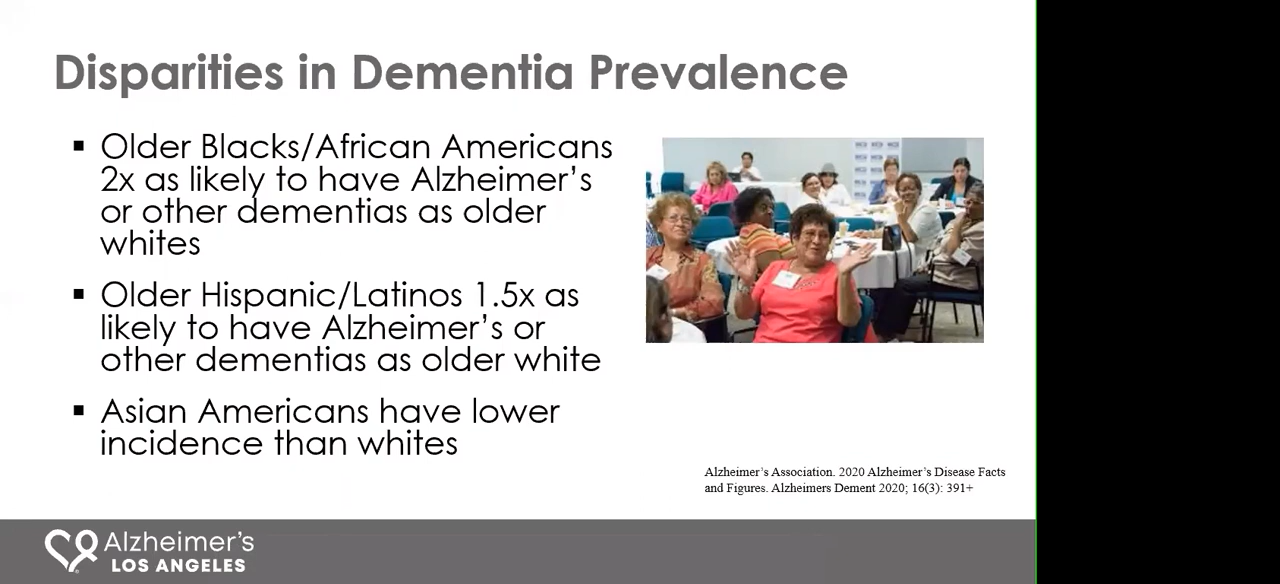 Disparities in Dementia Prevalence
▪ Older Blacks/African Americans
2x as likely to have Alzheimer's
or other dementias as older
whites
▪ Older Hispanic/Latinos 1.5x as
likely to have Alzheimer's or
other dementias as older white
▪ Asian Americans have lower
incidence than whites
Alzheimer's Association. 2020 Alzheimer's Disease Facts
and Figures. Alzheimers Dement 2020; 16(3): 391+
Alzheimer's
LOS ANGELES